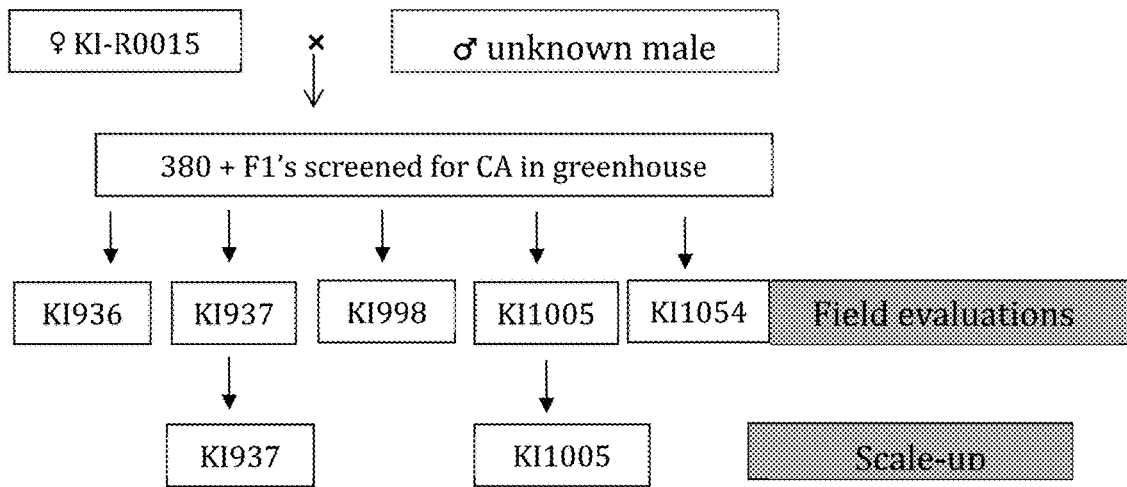 ♀ KI-R0015 × ♂ unknown male
380 + F1's screened for CA in greenhouse
KI936 KI937 KI998 KI1005 KI1054 Field evaluations
KI937 KI1005 Scale-up